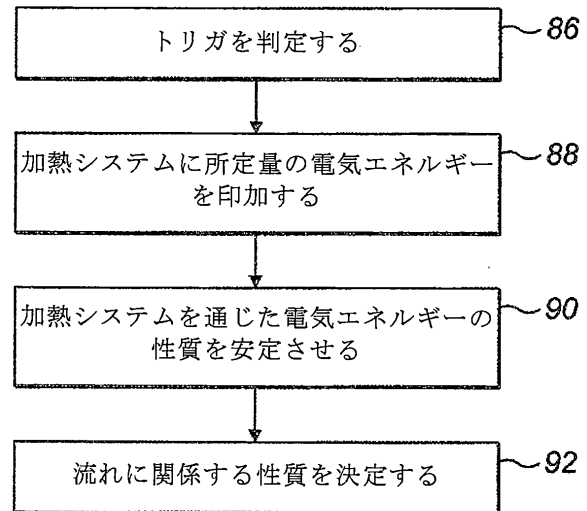 トリガを判定する
86
加熱システムに所定量の電気エネルギー
を印加する
88
加熱システムを通じた電気エネルギーの
性質を安定させる
90
流れに関係する性質を決定する
92